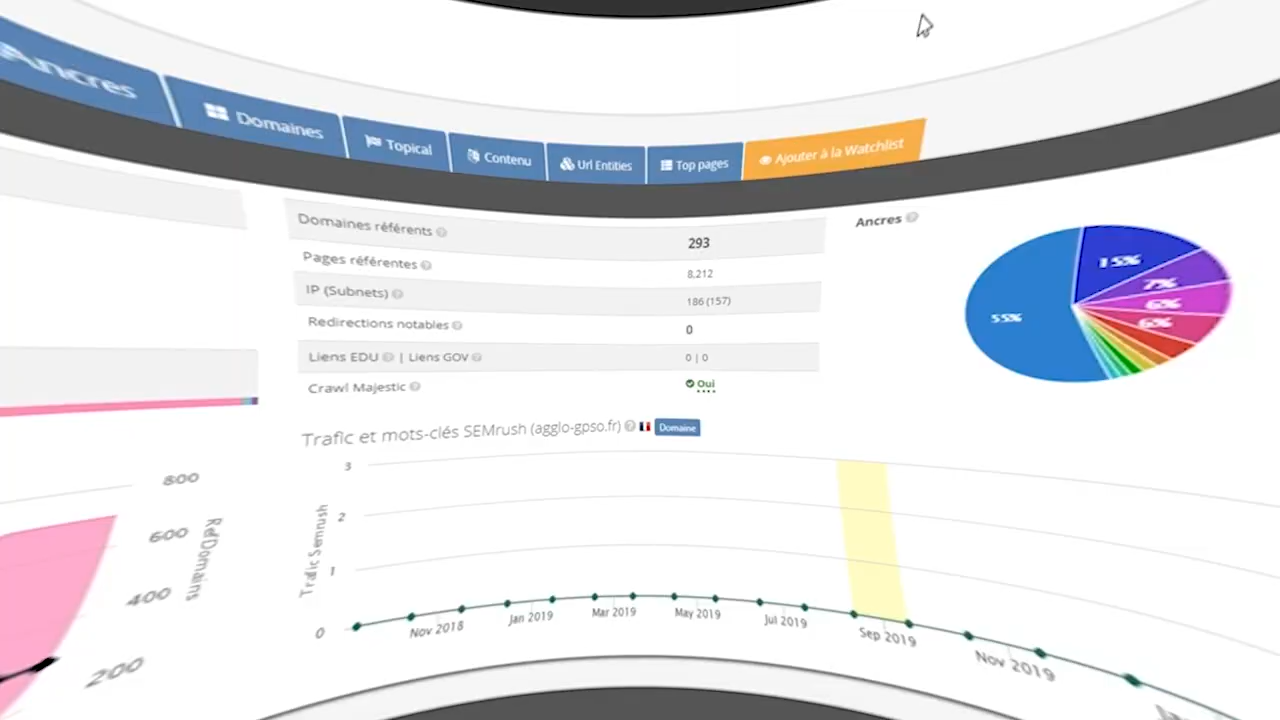 Ancres
Domaines
Topical
Contenu
Url Entities
Top pages
Ajouter à la Watchlist
Domaines référents
293
Pages référentes
8,212
IP (Subnets)
186 (157)
Redirections notables
0
Liens EDU | Liens GOV
0 | 0
Crawl Majestic
Oui
Ancres
15%
7%
6%
6%
55%
Trafic et mots-clés SEMrush (agglo-gpso.fr) Domaine
3
2
1
0
Trafic Semrush
Nov 2018
Jan 2019
Mar 2019
May 2019
Jul 2019
Sep 2019
Nov 2019
800
600
400
200
RefDomains